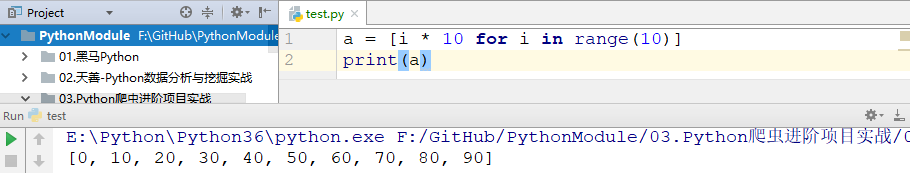 Project
test.py
PythonModule F:\GitHub\PythonModule
01.黑马Python
02.天善-Python数据分析与挖掘实战
03.Python爬虫进阶项目实战
1 a = [i * 10 for i in range(10)]
2 print(a)
Run test
E:\Python\Python36\python.exe F:/GitHub/PythonModule/03.Python爬虫进阶项目实战/0
[0, 10, 20, 30, 40, 50, 60, 70, 80, 90]